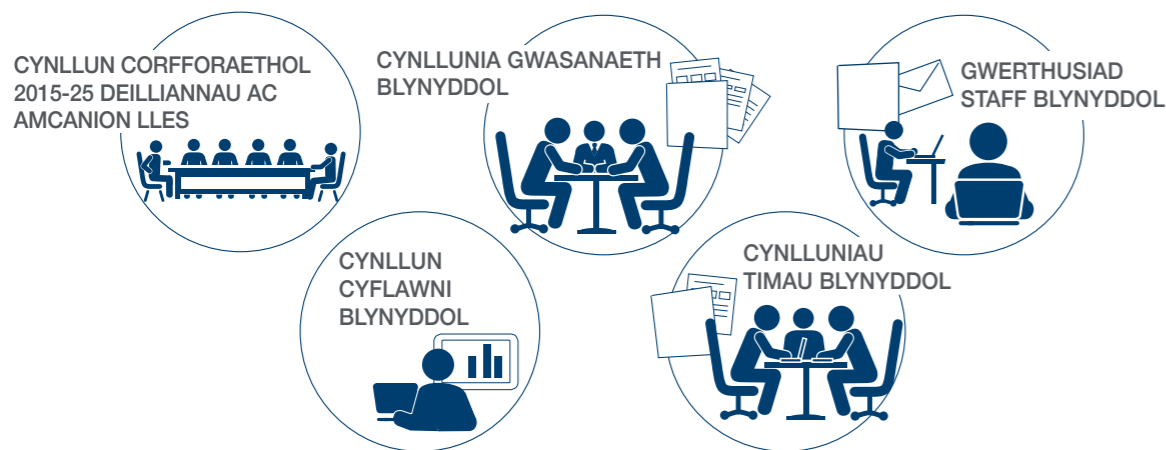 CYNLLUN CORFFORAETHOL
2015-25 DEILLIANNAU AC
AMCANION LLES
CYNLLUN
CYFLAWNI
BLYNYDDOL
CYNLLUNIA GWASANAETH
BLYNYDDOL
CYNLLUNIAU
TIMAU BLYNYDDOL
GWERTHUSIAD
STAFF BLYNYDDOL